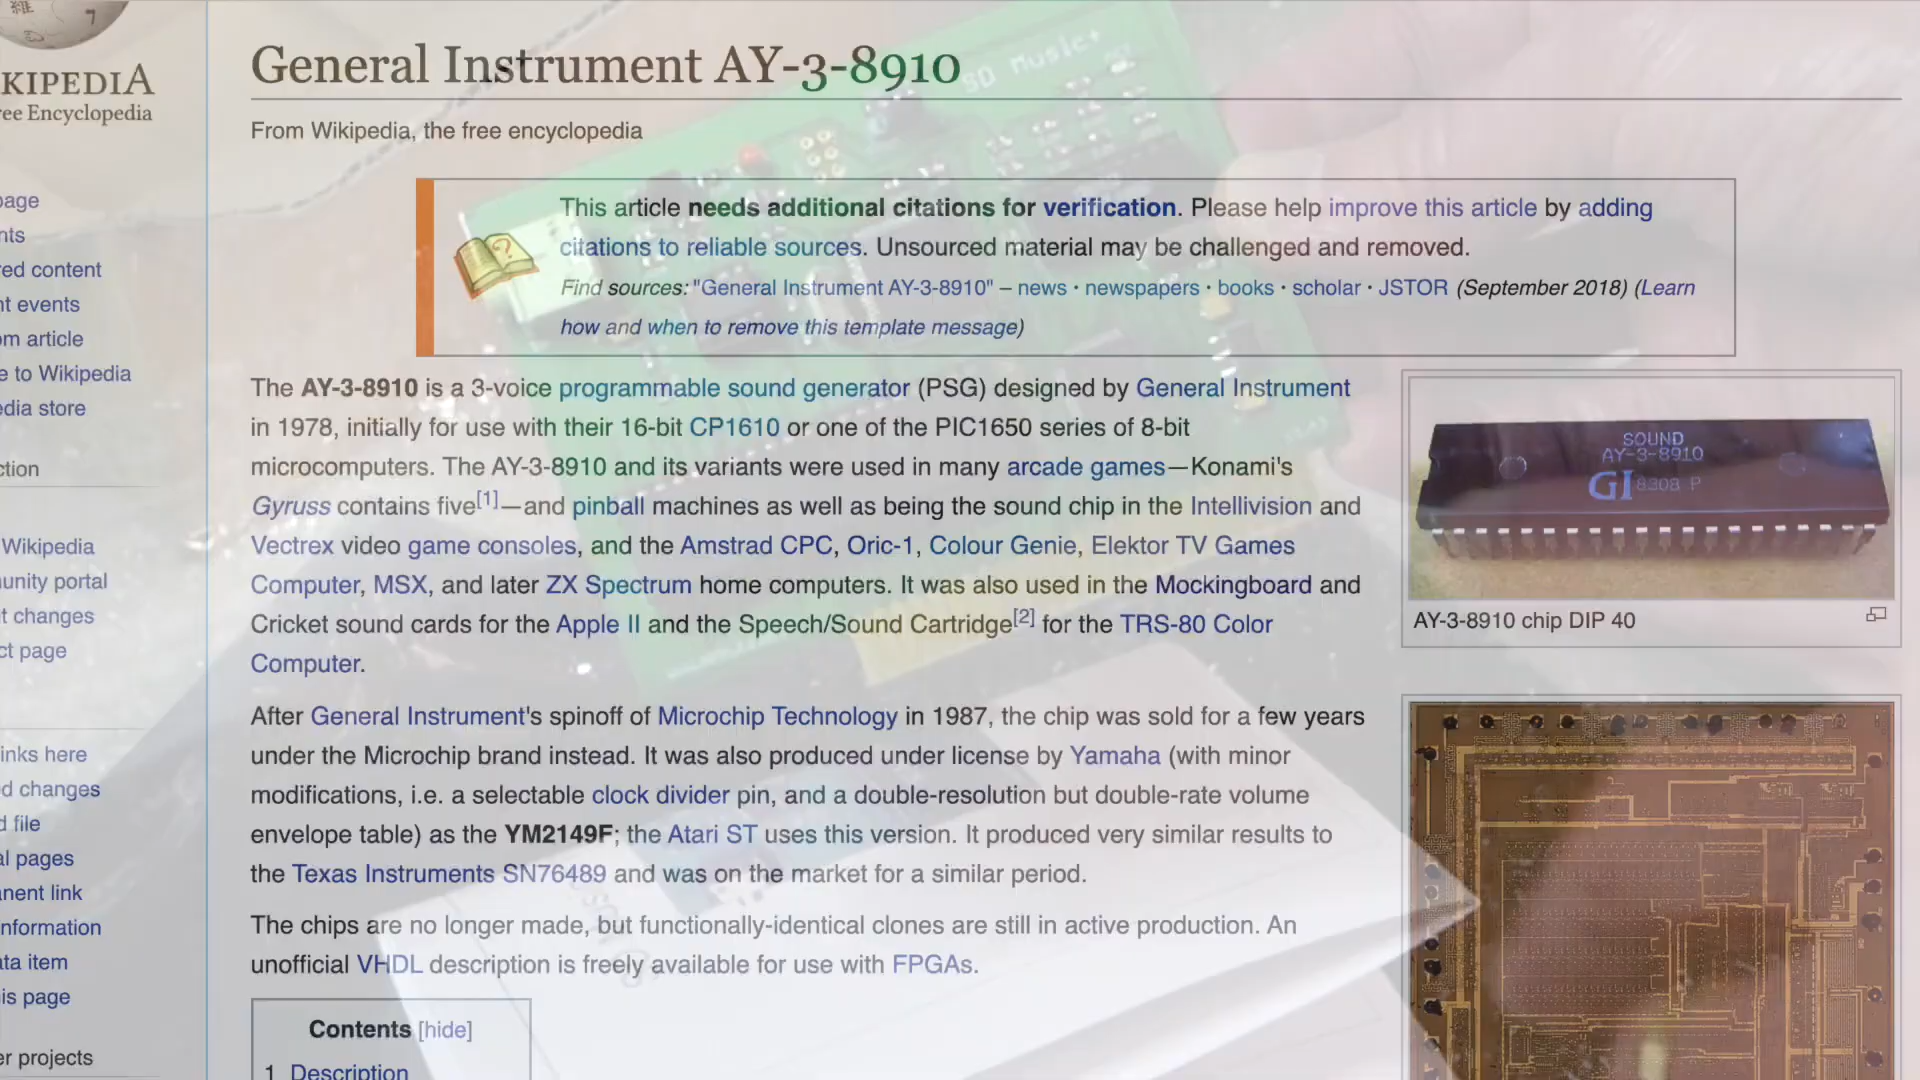 羅
7
KIPEDIA
ree Encyclopedia
page
nts
red content
nt events
om article
e to Wikipedia
edia store
ction
Wikipedia
unity portal
t changes
ct page
inks here
d changes
d file
al pages
anent link
nformation
ata item
is page
er projects
General Instrument AY-3-8910
SD Music+
From Wikipedia, the free encyclopedia
This article needs additional citations for verification. Please help improve this article by adding
citations to reliable sources. Unsourced material may be challenged and removed.
Find sources: "General Instrument AY-3-8910" – news · newspapers · books · scholar · JSTOR (September 2018) (Learn
how and when to remove this template message)
The AY-3-8910 is a 3-voice programmable sound generator (PSG) designed by General Instrument
in 1978, initially for use with their 16-bit CP1610 or one of the PIC1650 series of 8-bit
microcomputers. The AY-3-8910 and its variants were used in many arcade games—Konami's
Gyruss contains five[1]—and pinball machines as well as being the sound chip in the Intellivision and
Vectrex video game consoles, and the Amstrad CPC, Oric-1, Colour Genie, Elektor TV Games
Computer, MSX, and later ZX Spectrum home computers. It was also used in the Mockingboard and
Cricket sound cards for the Apple II and the Speech/Sound Cartridge[2] for the TRS-80 Color
Computer.
After General Instrument's spinoff of Microchip Technology in 1987, the chip was sold for a few years
under the Microchip brand instead. It was also produced under license by Yamaha (with minor
modifications, i.e. a selectable clock divider pin, and a double-resolution but double-rate volume
envelope table) as the YM2149F; the Atari ST uses this version. It produced very similar results to
the Texas Instruments SN76489 and was on the market for a similar period.
The chips are no longer made, but functionally-identical clones are still in active production. An
unofficial VHDL description is freely available for use with FPGAs.
Contents [hide]
1 Description
SOUND
AY-3-8910
GI 8308 P
AY-3-8910 chip DIP 40